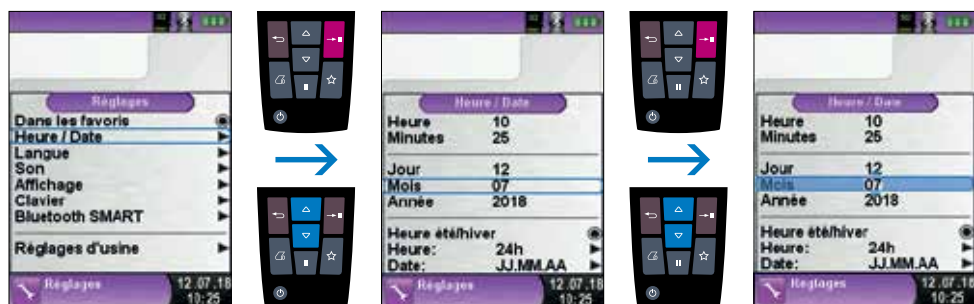 Réglages
Dans les favoris
Heure / Date
Langue
Son
Affichage
Clavier
Bluetooth SMART
Réglages d'usine
Réglages
12.07.18
10:25
Heure / Date
Heure 10
Minutes 25
Jour 12
Mois 07
Année 2018
Heure été/hiver
Heure: 24h
Date: JJ.MM.AA
Réglages
12.07.18
10:25
Heure / Date
Heure 10
Minutes 25
Jour 12
Mois 07
Année 2018
Heure été/hiver
Heure: 24h
Date: JJ.MM.AA
Réglages
12.07.1
10:25